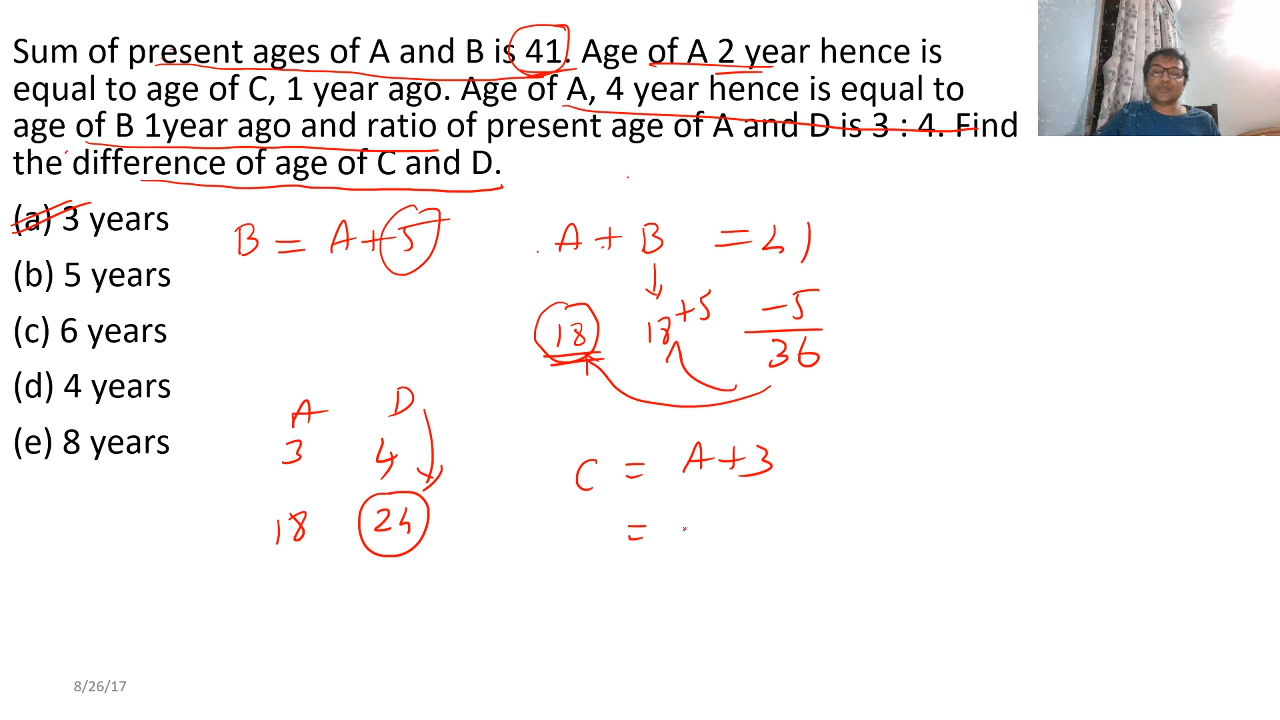 Sum of present ages of A and B is 41. Age of A 2 year hence is
equal to age of C, 1 year ago. Age of A, 4 year hence is equal to
age of B 1year ago and ratio of present age of A and D is 3 : 4. Find
the difference of age of C and D.
(a) 3 years
(b) 5 years
(c) 6 years
(d) 4 years
(e) 8 years
B = A+5
A + B = 41
18 18+5 -5
36
A D
3 4
18 24
C = A+3
=
8/26/17